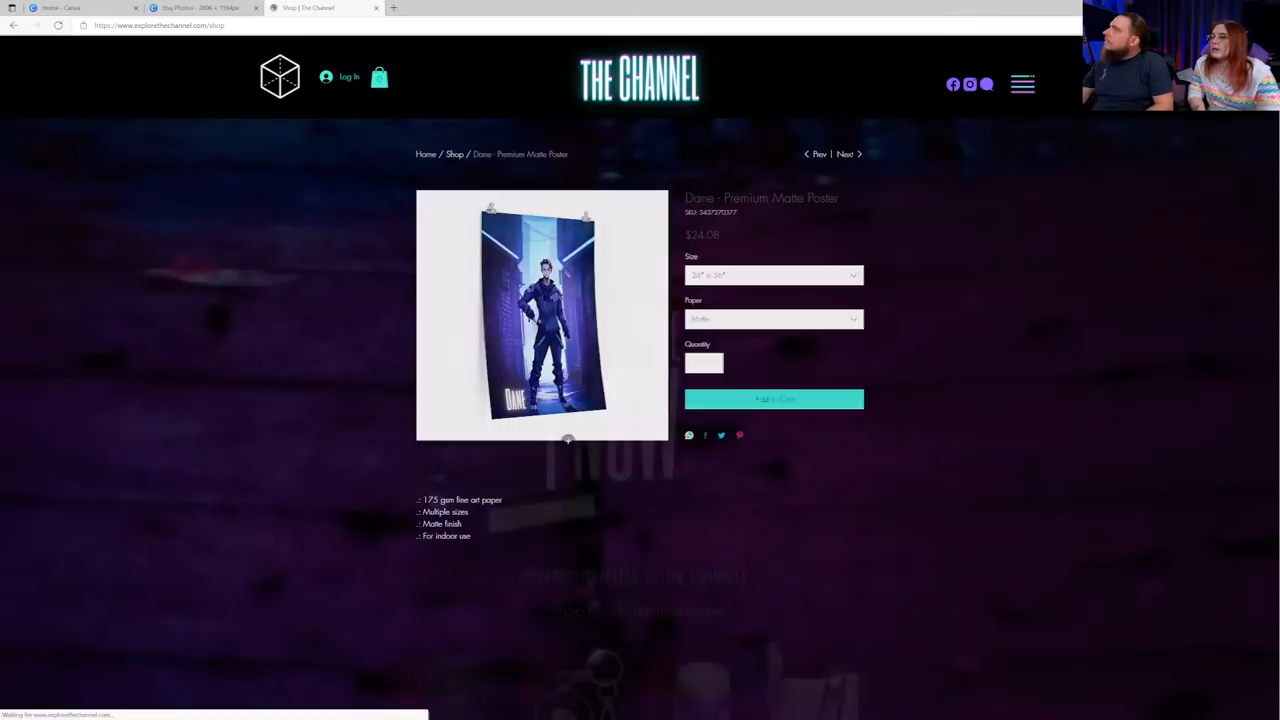 Home - Canva
Etsy Photos - 2006 × 1594px
Shop | The Channel
https://www.explorethechannel.com/shop
Log In
0
THE CHANNEL
Home / Shop / Dane - Premium Matte Poster
Prev | Next
Dane - Premium Matte Poster
SKU: 3437270377
$24.08
Size
24" x 36"
Paper
Matte
Quantity
Add to Cart
DANE
.: 175 gsm fine art paper
.: Multiple sizes
.: Matte finish
.: For indoor use
Waiting for www.explorethechannel.com...